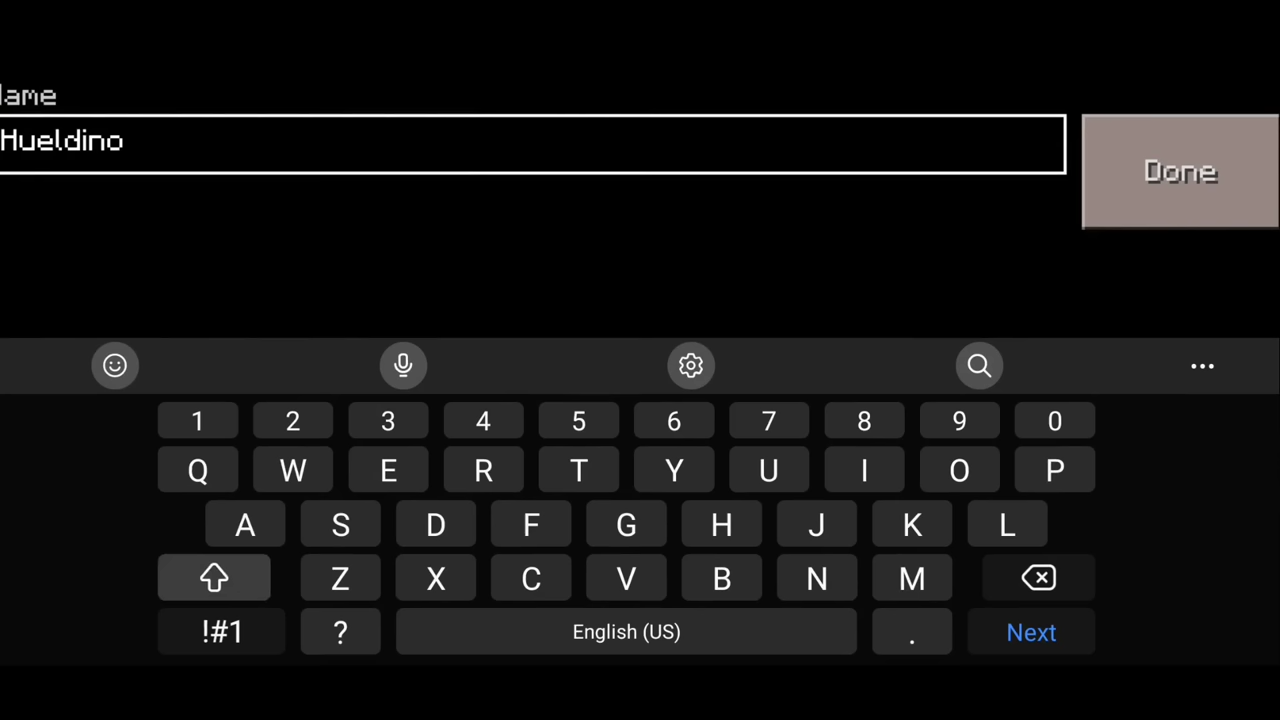 lame
Hueldino
Done
1 2 3 4 5 6 7 8 9 0
Q W E R T Y U I O P
A S D F G H J K L
Z X C V B N M
!#1 ? English (US) . Next